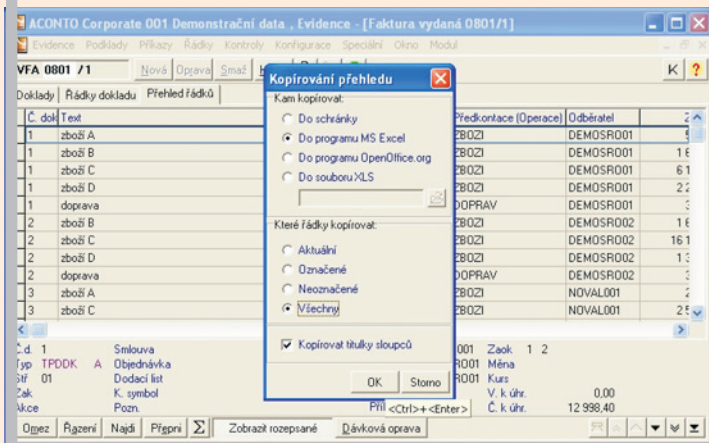 ACONTO Corporate 001 Demonstrační data , Evidence - [Faktura vydaná 0801/1]
Evidence Podklady Příkazy Řádky Kontroly Konfigurace Speciální Okno Modul
VFA 0801 /1 Nová Oprava Smaž K ?
Doklady Řádky dokladu Přehled řádků
Č. dok Text Předkontace (Operace) Odběratel
1 zboží A ZBOZI DEMOSRO01
1 zboží B ZBOZI DEMOSRO01
1 zboží C ZBOZI DEMOSRO01
1 zboží D ZBOZI DEMOSRO01
1 doprava DOPRAV DEMOSRO01
2 zboží B ZBOZI DEMOSRO02
2 zboží C ZBOZI DEMOSRO02
2 zboží D ZBOZI DEMOSRO02
2 doprava DOPRAV DEMOSRO02
3 zboží A ZBOZI NOVAL001
3 zboží C ZBOZI NOVAL001
Kopírování přehledu
Kam kopírovat:
Do schránky
Do programu MS Excel
Do programu OpenOffice.org
Do souboru XLS
Které řádky kopírovat:
Aktuální
Označené
Neoznačené
Všechny
Kopírovat titulky sloupců
OK Storno
<Ctrl>+<Enter>
Č.d. 1 Smlouva 001 Zaok 1 2
Typ TPDDK A Objednávka RO01 Měna
Stř 01 Dodací list RO01 Kurs
Zak K. symbol V. k úhr. 0,00
Akce Pozn. Příl Č. k úhr. 12 998,40
Omez Řazení Najdi Přepni Σ Zobrazit rozepsané Dávková oprava